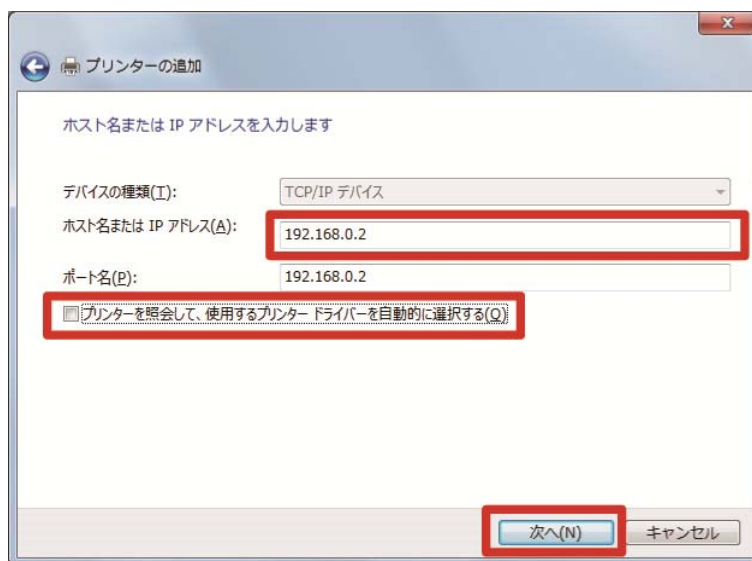 プリンターの追加
ホスト名または IP アドレスを入力します
デバイスの種類(T): TCP/IP デバイス
ホスト名または IP アドレス(A): 192.168.0.2
ポート名(P): 192.168.0.2
プリンターを照会して、使用するプリンター ドライバーを自動的に選択する(Q)
次へ(N) キャンセル